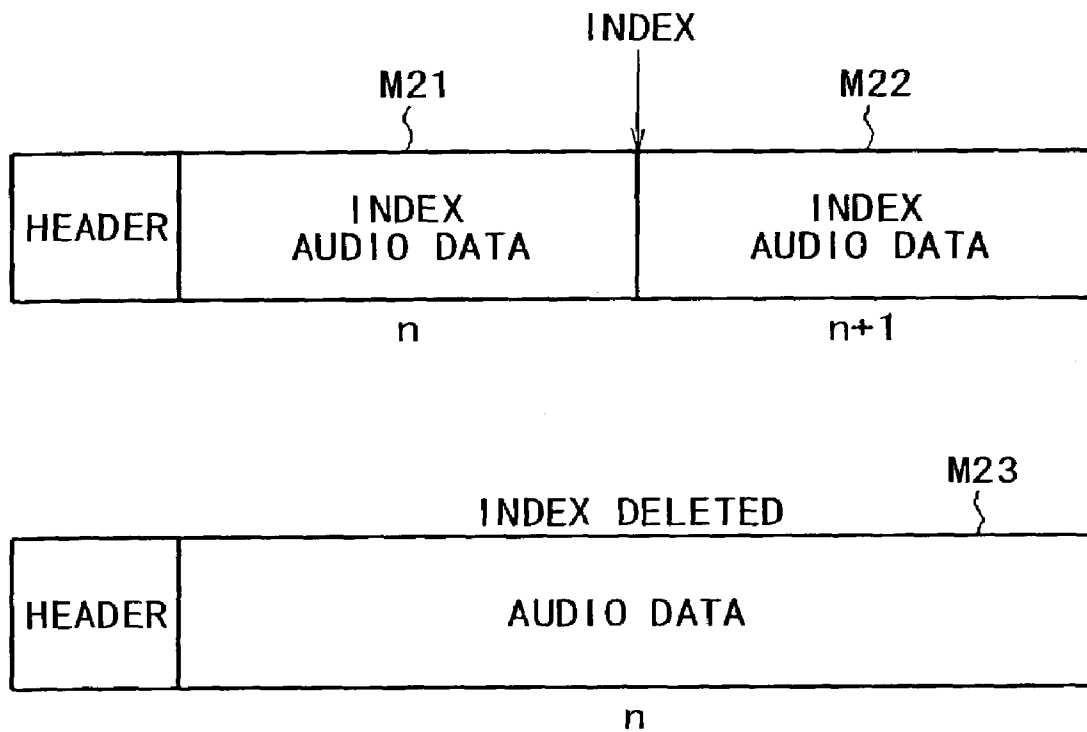 INDEX
M21
M22
HEADER
INDEX
AUDIO DATA
INDEX
AUDIO DATA
n
n+1
M23
INDEX DELETED
HEADER
AUDIO DATA
n